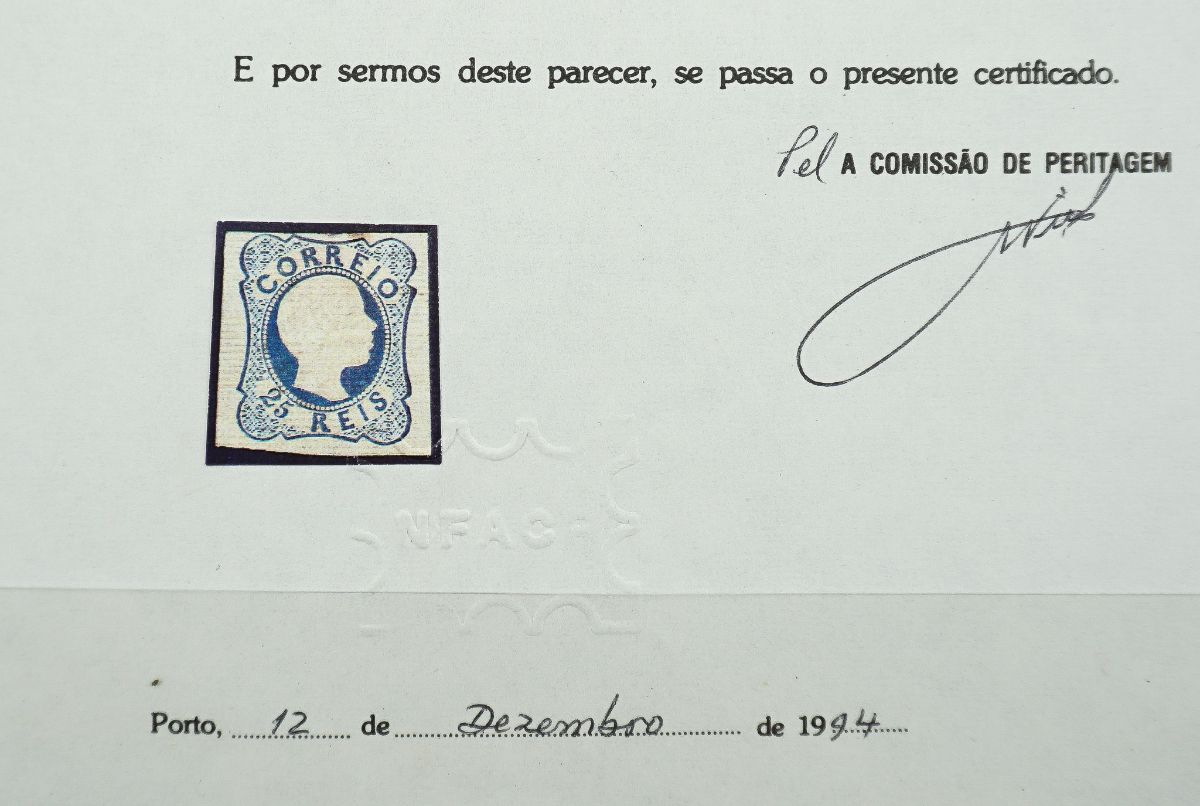 E por sermos deste parecer, se passa o presente certificado.
Pel A COMISSÃO DE PERITAGEM
CORREIO
25 REIS
NFAC
Porto, 12 de Dezembro de 1994